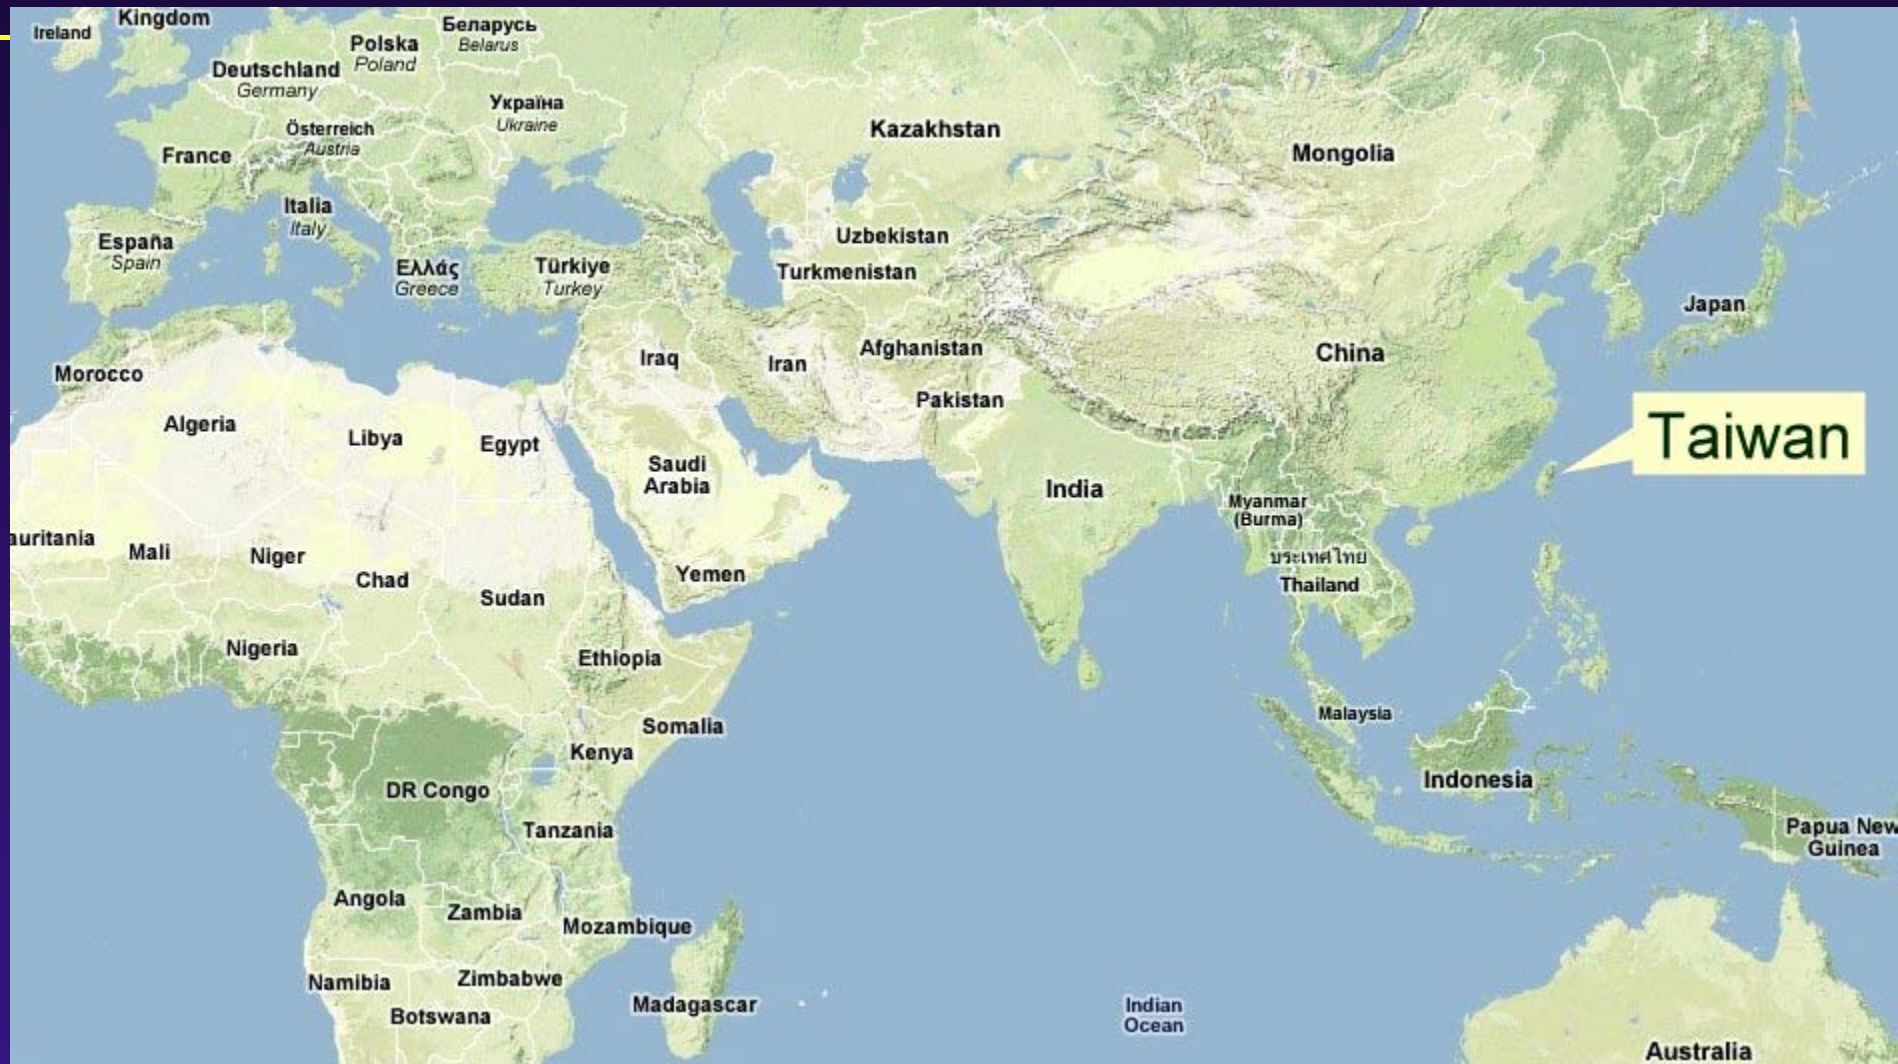 Kingdom
Ireland
Беларусь
Belarus
Polska
Poland
Deutschland
Germany
Україна
Ukraine
Österreich
Austria
France
Kazakhstan
Mongolia
Italia
Italy
España
Spain
Uzbekistan
Ελλάς
Greece
Türkiye
Turkey
Turkmenistan
Japan
Iraq
Iran
Afghanistan
China
Morocco
Pakistan
Algeria
Libya
Egypt
Taiwan
Saudi
Arabia
India
Myanmar
(Burma)
auritania
Mali
Niger
Chad
Yemen
ประเทศไทย
Thailand
Sudan
Nigeria
Ethiopia
Somalia
Malaysia
Kenya
DR Congo
Indonesia
Tanzania
Papua New
Guinea
Angola
Zambia
Mozambique
Namibia
Zimbabwe
Madagascar
Botswana
Indian
Ocean
Australia